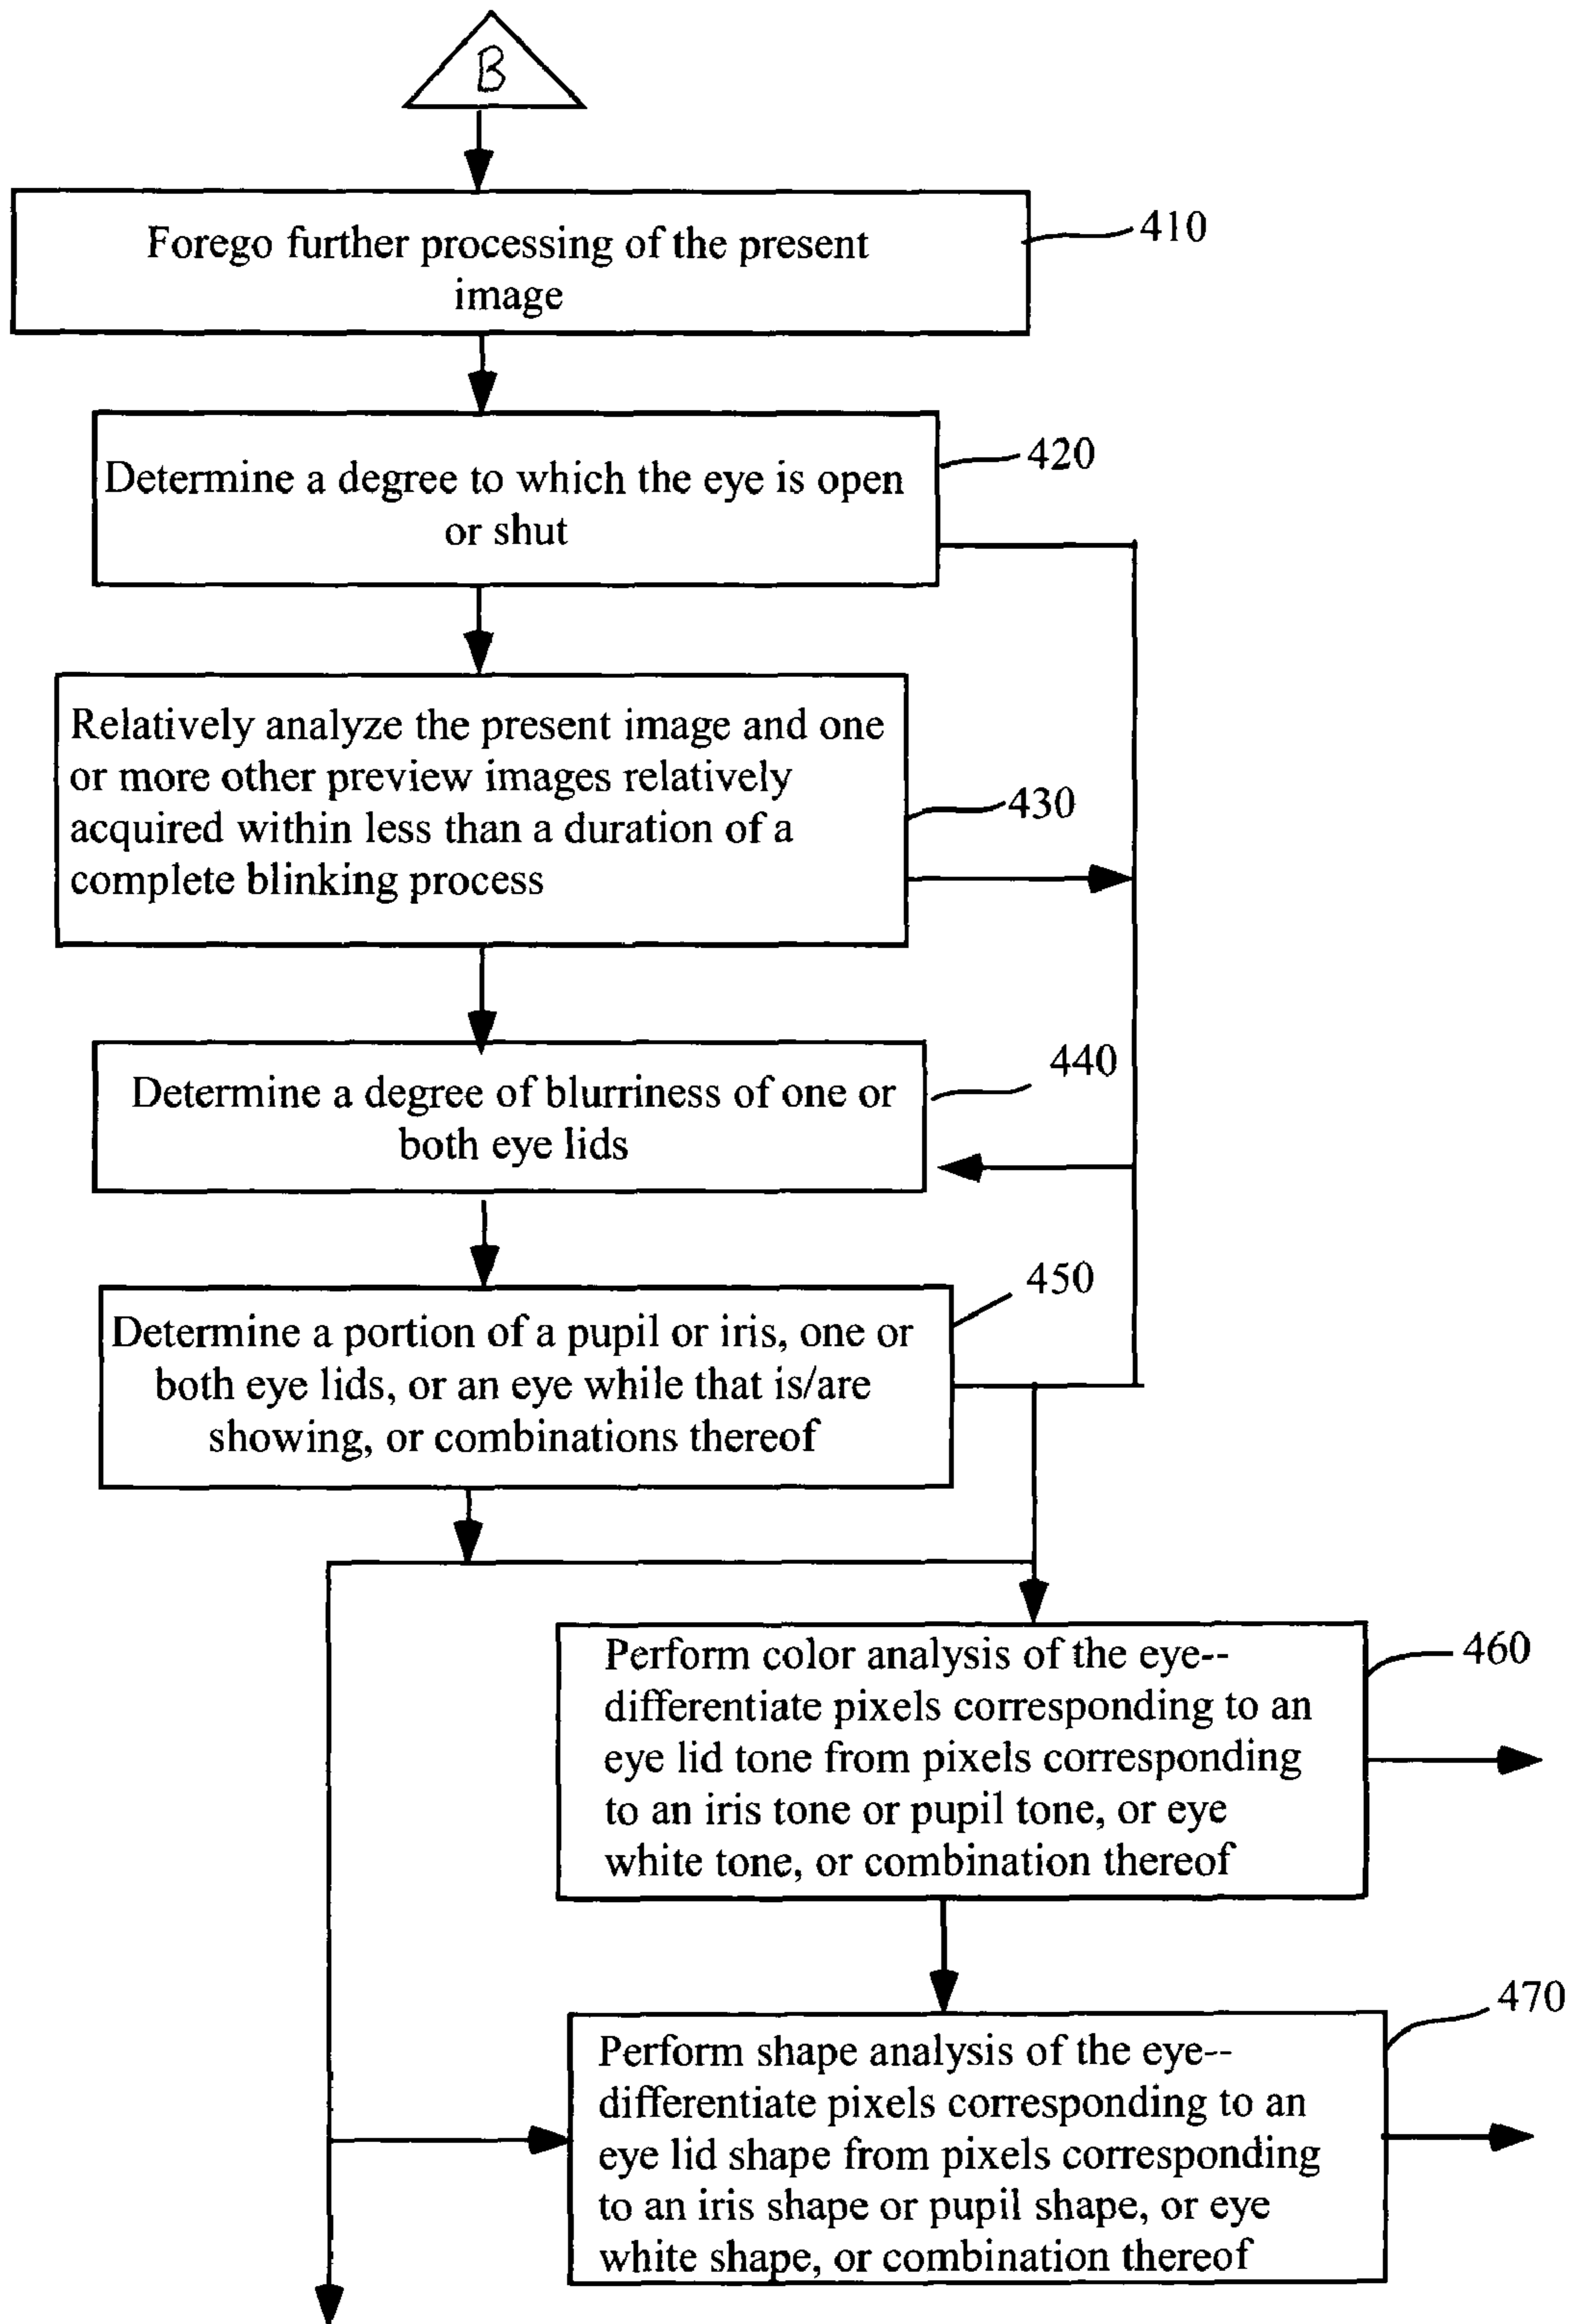 B
Forego further processing of the present
image
410
Determine a degree to which the eye is open
or shut
420
Relatively analyze the present image and one
or more other preview images relatively
acquired within less than a duration of a
complete blinking process
430
Determine a degree of blurriness of one or
both eye lids
440
Determine a portion of a pupil or iris, one or
both eye lids, or an eye while that is/are
showing, or combinations thereof
450
Perform color analysis of the eye--
differentiate pixels corresponding to an
eye lid tone from pixels corresponding
to an iris tone or pupil tone, or eye
white tone, or combination thereof
460
Perform shape analysis of the eye--
differentiate pixels corresponding to an
eye lid shape from pixels corresponding
to an iris shape or pupil shape, or eye
white shape, or combination thereof
470